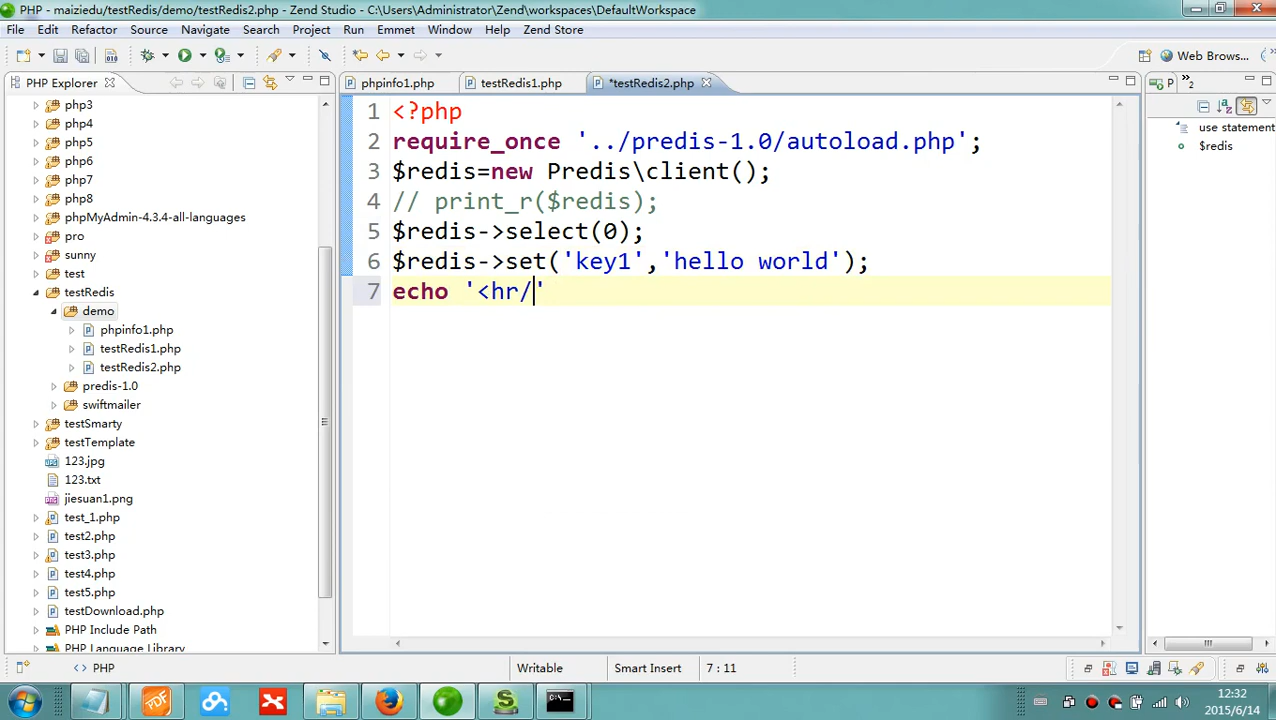 PHP - maiziedu/testRedis/demo/testRedis2.php - Zend Studio - C:\Users\Administrator\Zend\workspaces\DefaultWorkspace
File Edit Refactor Source Navigate Search Project Run Emmet Window Help Zend Store
Web Brows...
PHP Explorer
phpinfo1.php testRedis1.php *testRedis2.php
P
»2
php3
php4
php5
php6
php7
php8
phpMyAdmin-4.3.4-all-languages
pro
sunny
test
testRedis
demo
phpinfo1.php
testRedis1.php
testRedis2.php
predis-1.0
swiftmailer
testSmarty
testTemplate
123.jpg
123.txt
jiesuan1.png
test_1.php
test2.php
test3.php
test4.php
test5.php
testDownload.php
PHP Include Path
PHP Language Library
1 <?php
2 require_once '../predis-1.0/autoload.php';
3 $redis=new Predis\client();
4 // print_r($redis);
5 $redis->select(0);
6 $redis->set('key1','hello world');
7 echo '<hr/'
use statement
$redis
PHP
Writable
Smart Insert
7 : 11
12:32
2015/6/14